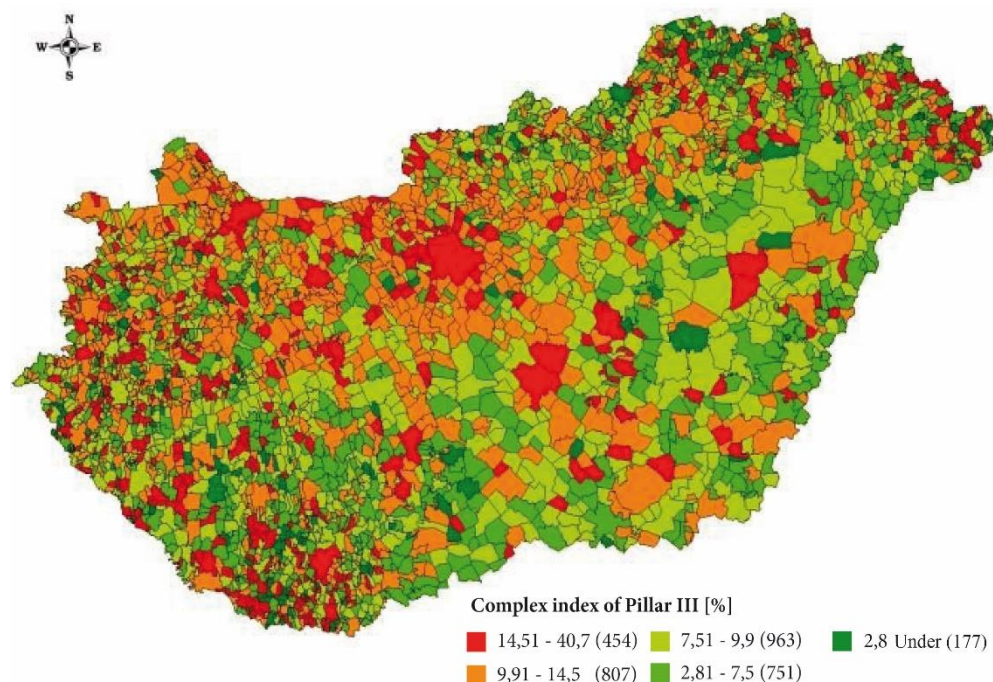 N
W E
S
Complex index of Pillar III [%]
14,51 - 40,7 (454) 7,51 - 9,9 (963) 2,8 Under (177)
9,91 - 14,5 (807) 2,81 - 7,5 (751)